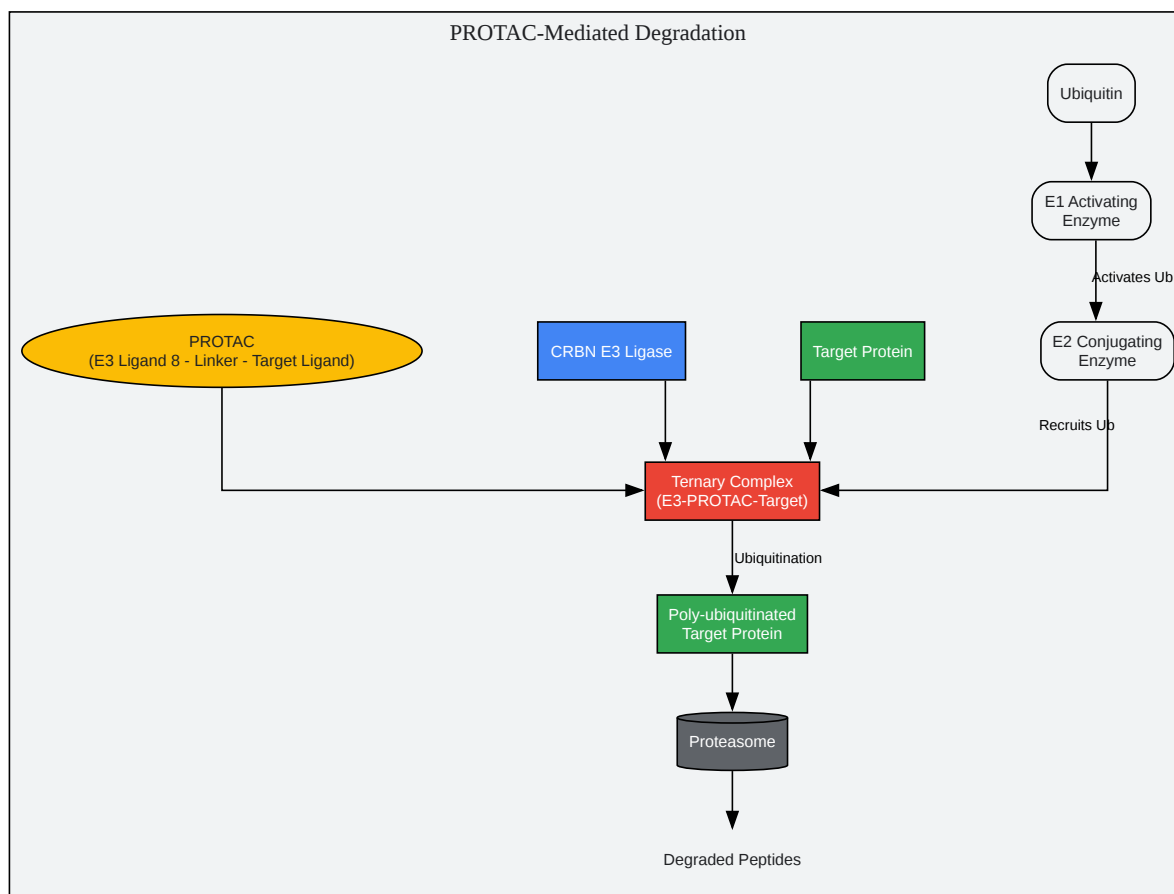 PROTAC-Mediated Degradation
Ubiquitin
E1 Activating
Enzyme
Activates Ub
PROTAC
(E3 Ligand 8 - Linker - Target Ligand)
CRBN E3 Ligase
Target Protein
E2 Conjugating
Enzyme
Recruits Ub
Ternary Complex
(E3-PROTAC-Target)
Ubiquitination
Poly-ubiquitinated
Target Protein
Proteasome
Degraded Peptides